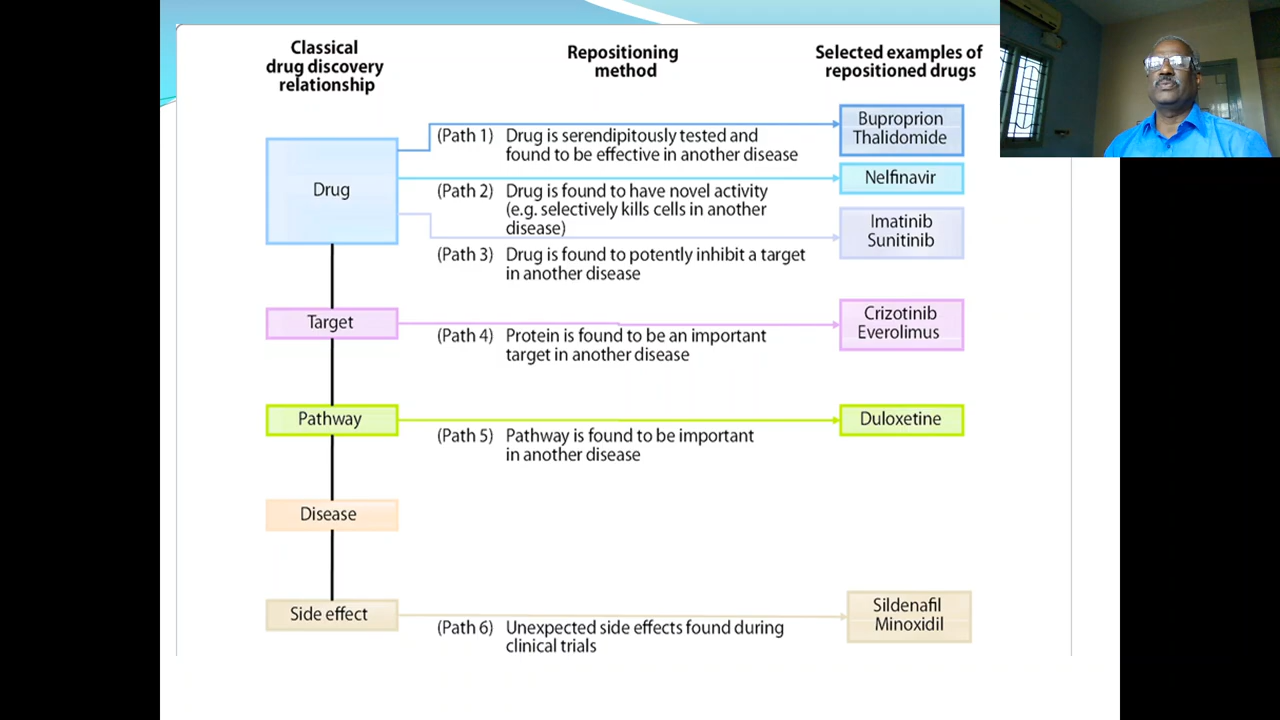 Classical
drug discovery
relationship
Repositioning
method
Selected examples of
repositioned drugs
Drug
(Path 1) Drug is serendipitously tested and
found to be effective in another disease
Buproprion
Thalidomide
(Path 2) Drug is found to have novel activity
(e.g. selectively kills cells in another
disease)
Nelfinavir
(Path 3) Drug is found to potently inhibit a target
in another disease
Imatinib
Sunitinib
Target
(Path 4) Protein is found to be an important
target in another disease
Crizotinib
Everolimus
Pathway
(Path 5) Pathway is found to be important
in another disease
Duloxetine
Disease
Side effect
(Path 6) Unexpected side effects found during
clinical trials
Sildenafil
Minoxidil